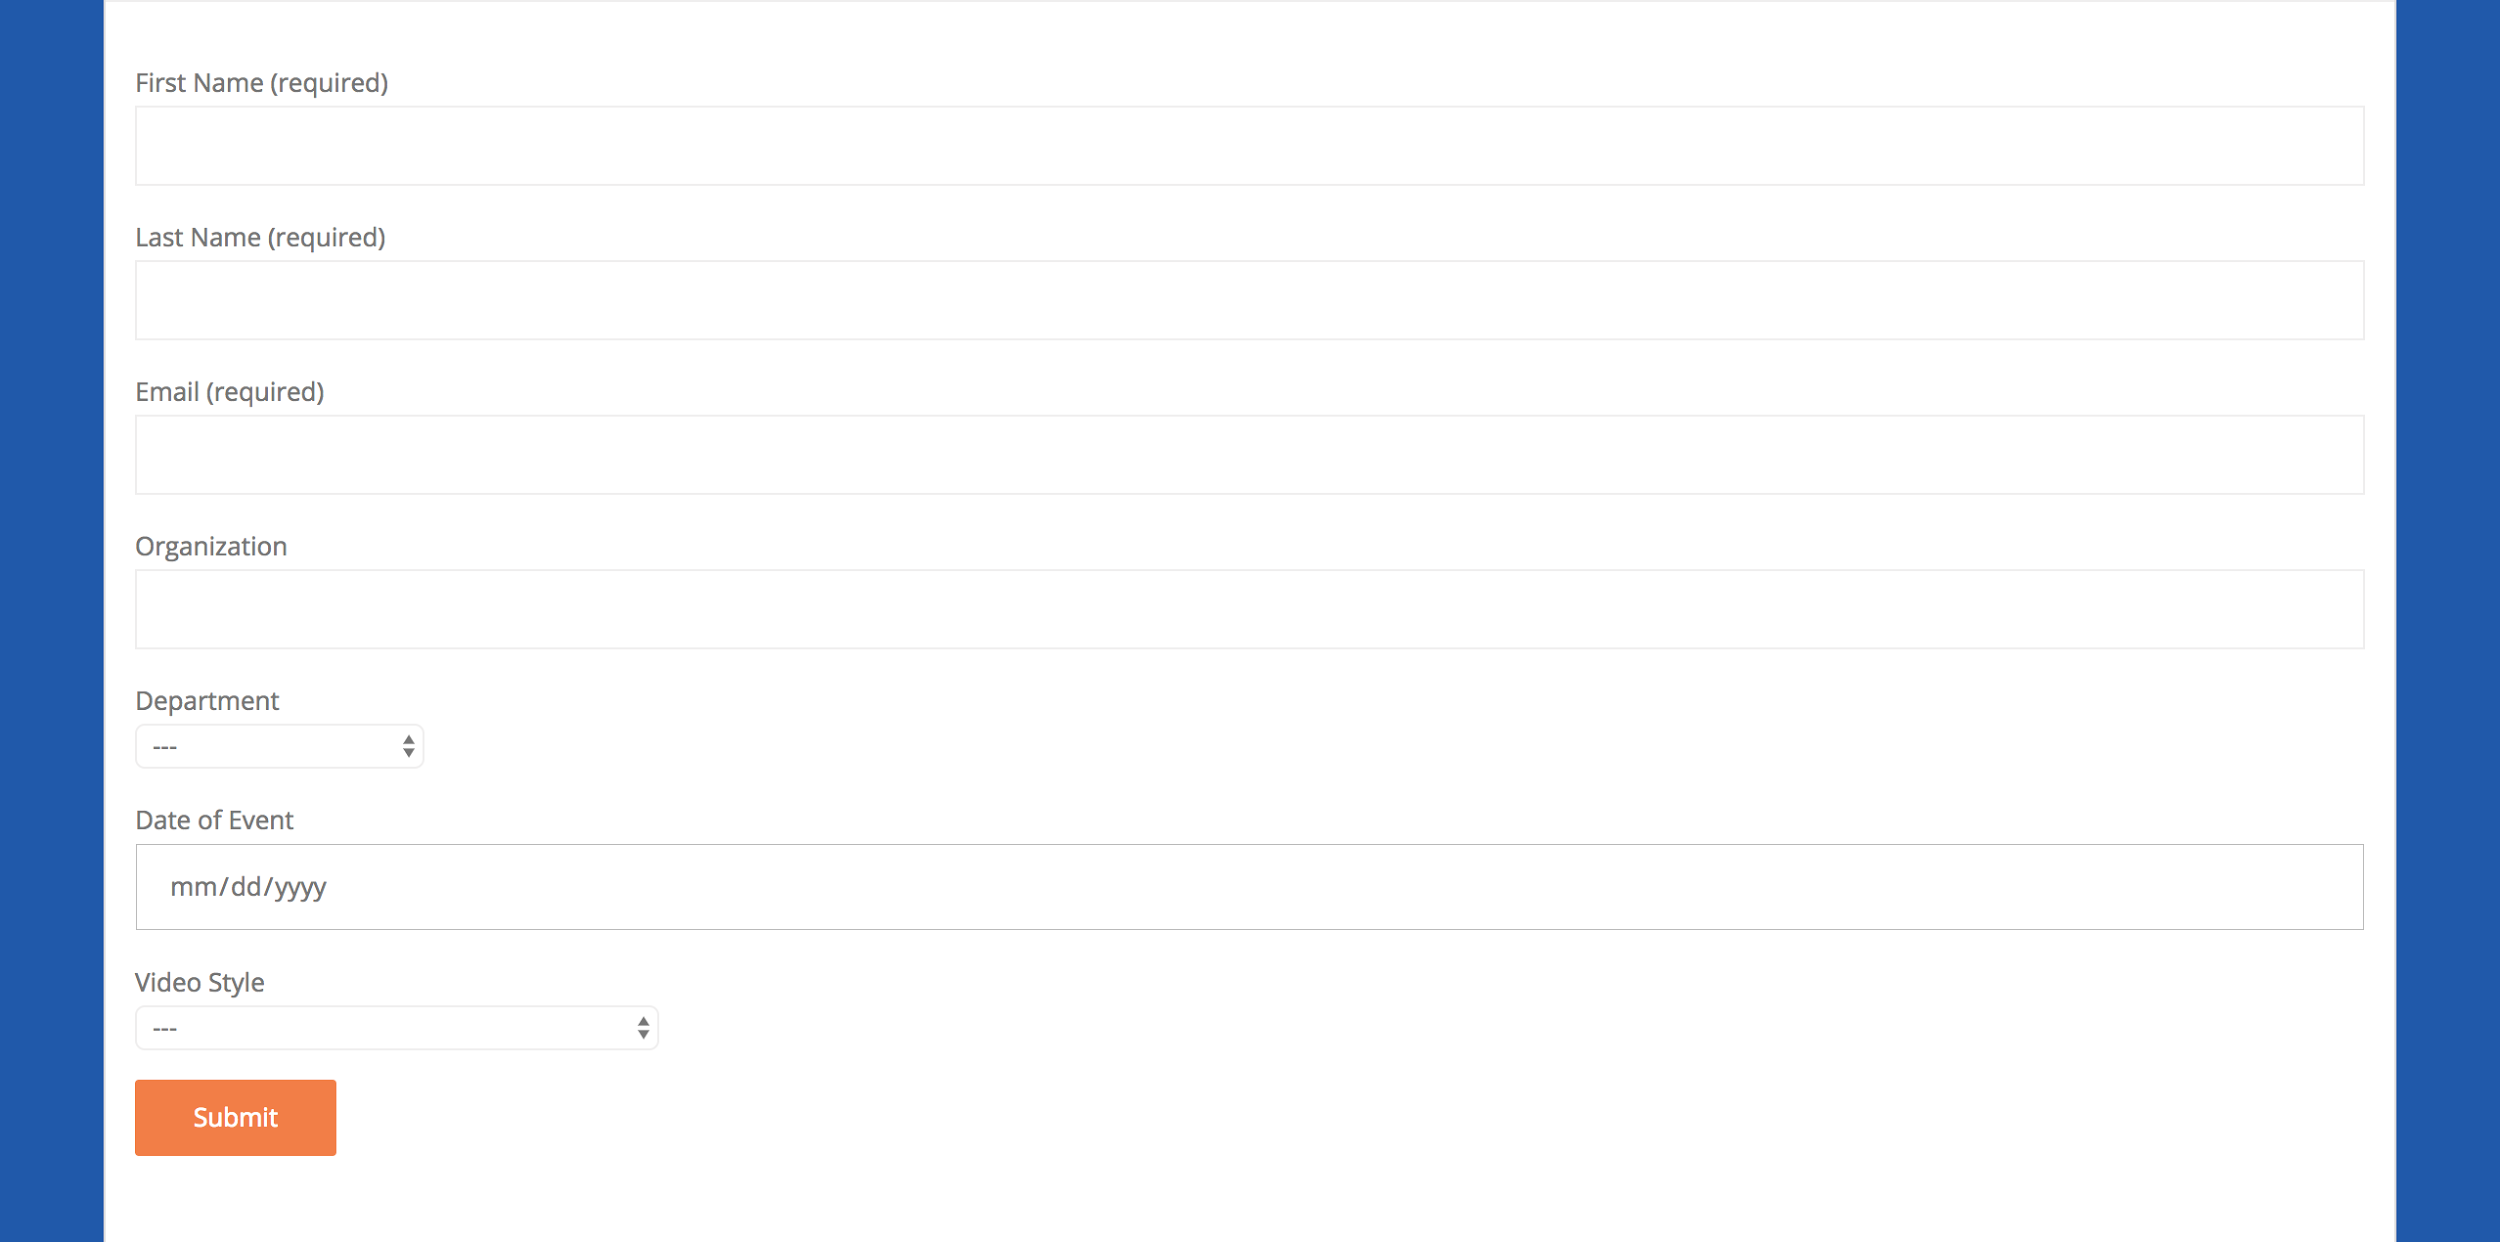 First Name (required)
Last Name (required)
Email (required)
Organization
Department
---
Date of Event
mm/dd/yyyy
Video Style
---
Submit